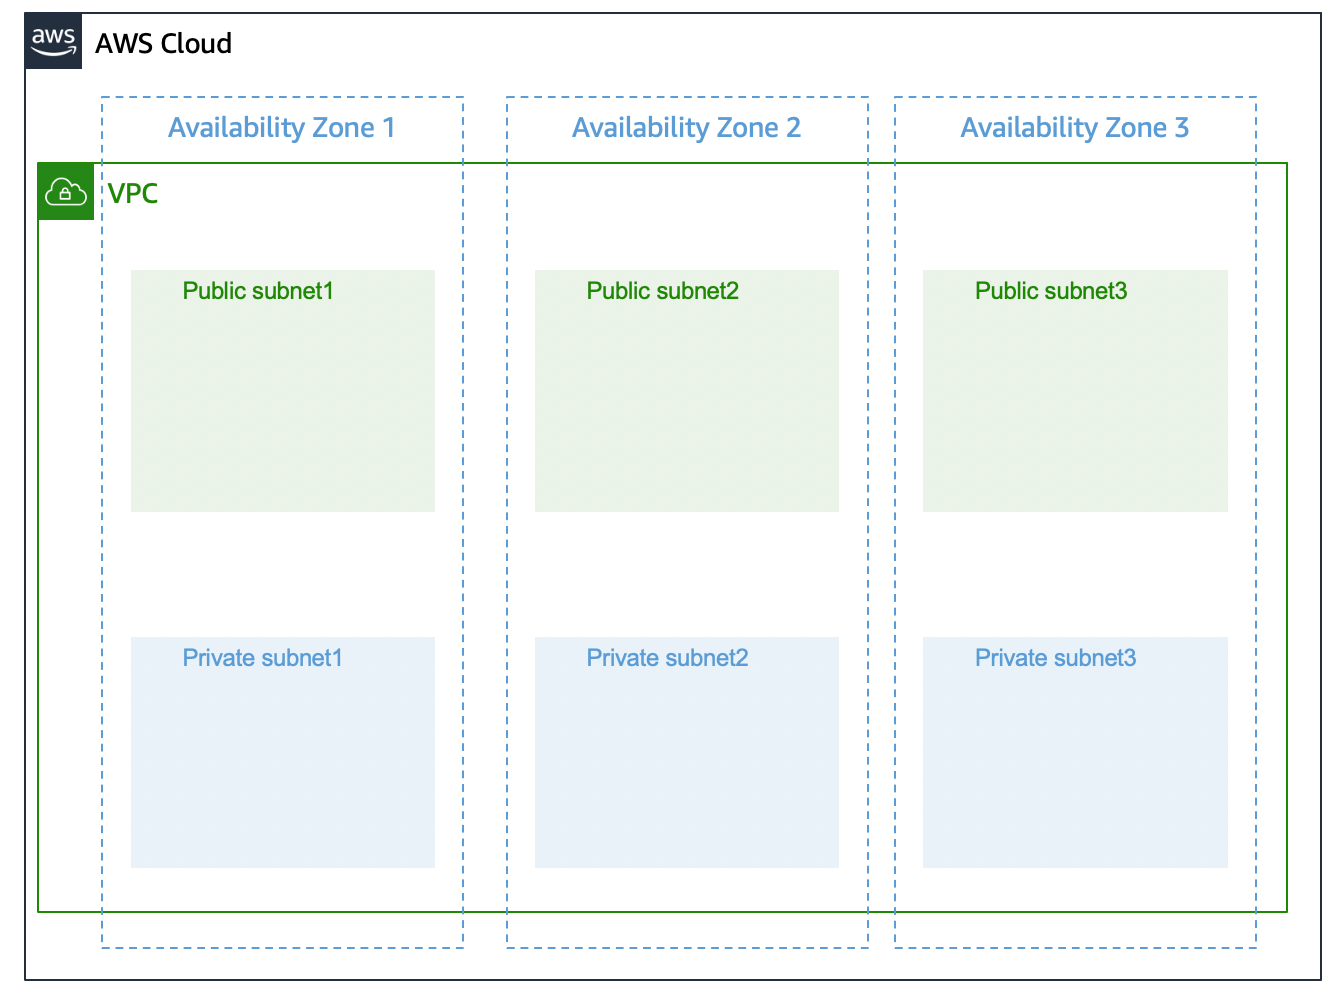 aws
AWS Cloud
Availability Zone 1
Availability Zone 2
Availability Zone 3
VPC
Public subnet1
Public subnet2
Public subnet3
Private subnet1
Private subnet2
Private subnet3